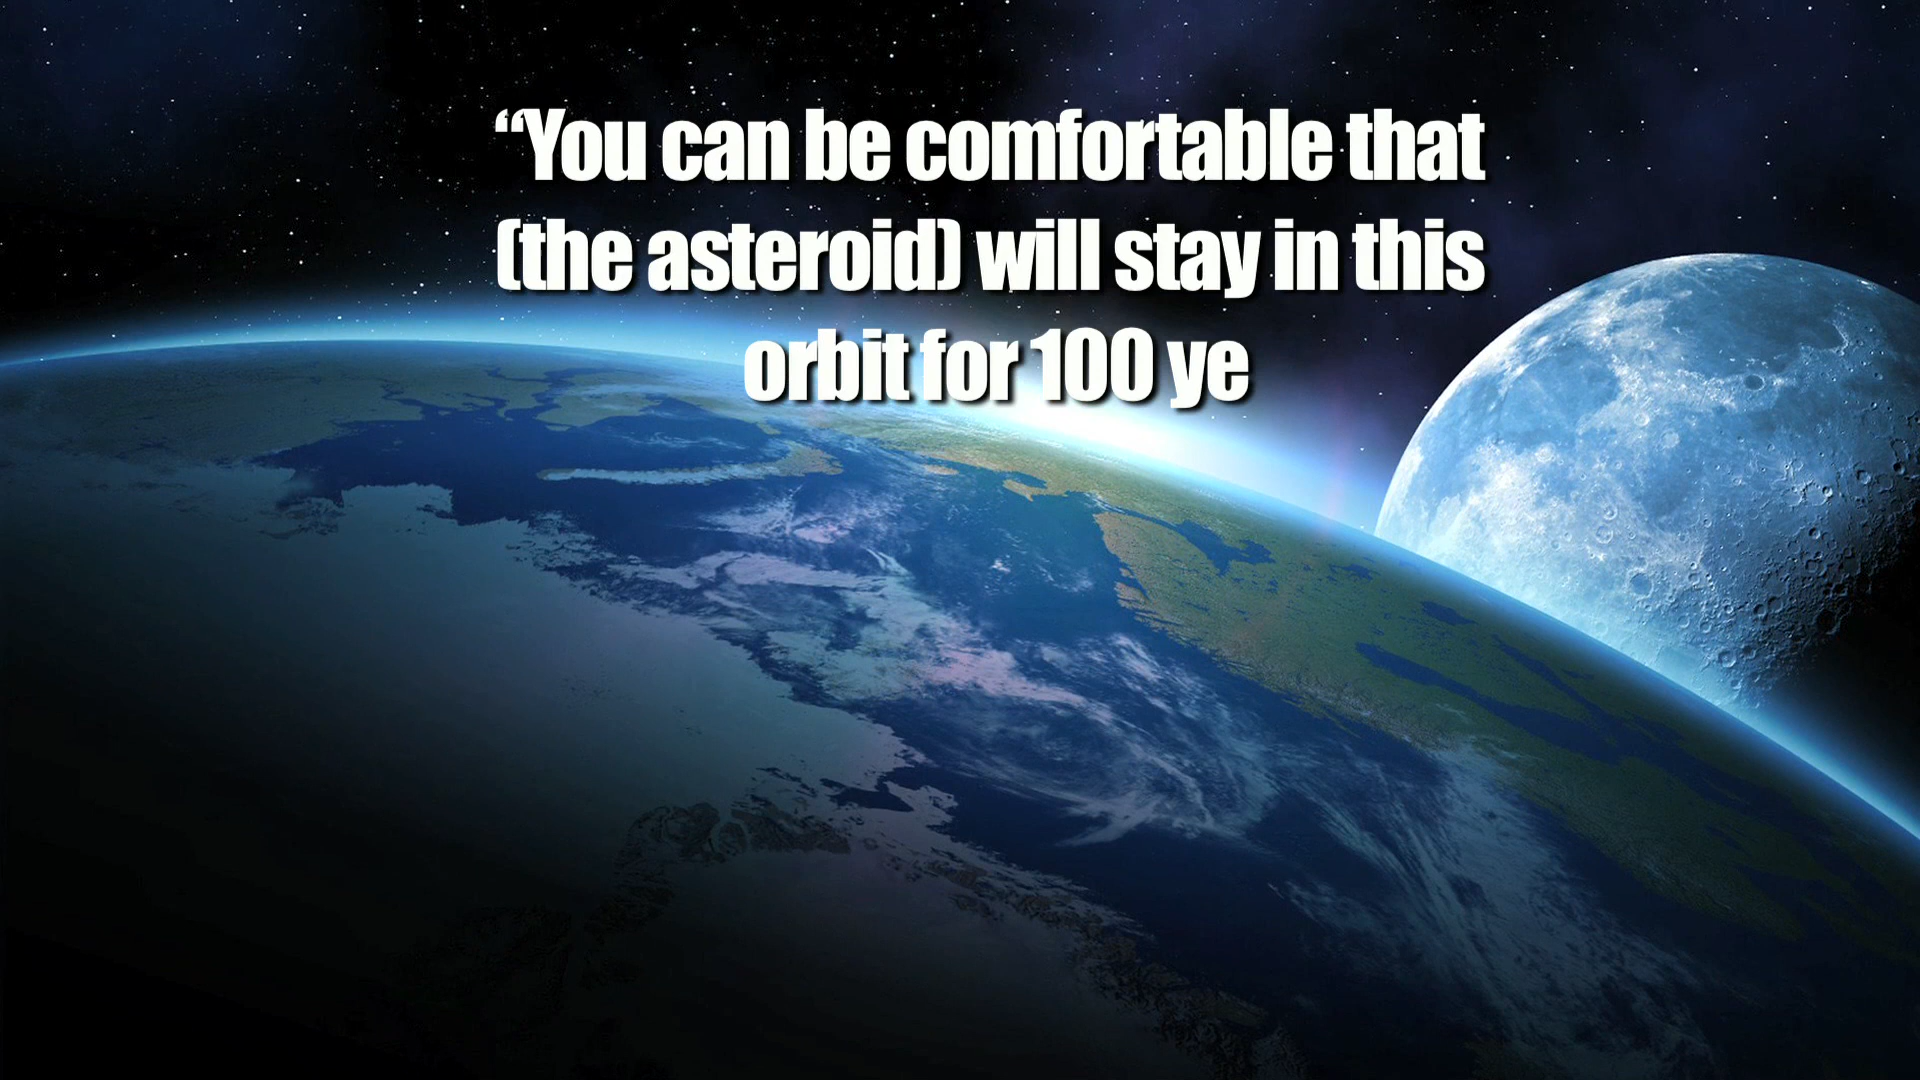 “You can be comfortable that
(the asteroid) will stay in this
orbit for 100 ye